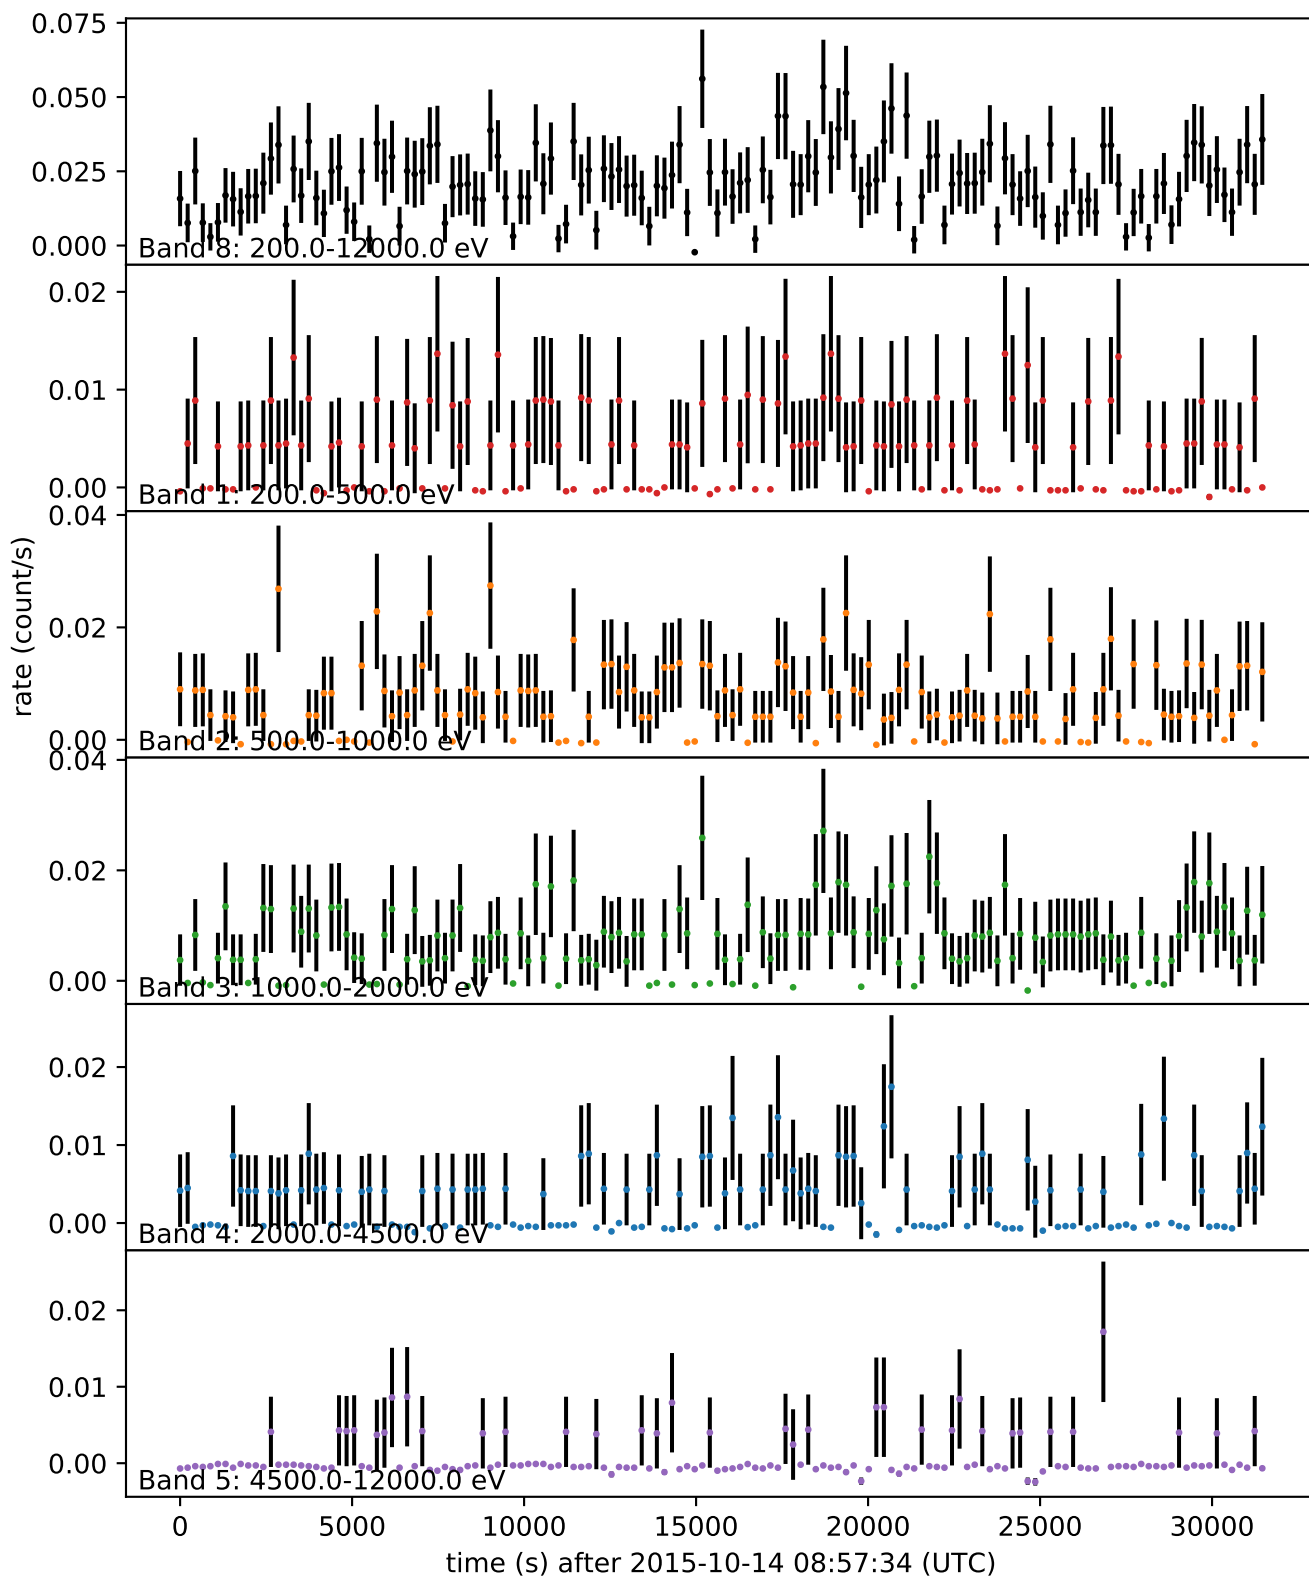 0.075
0.050
0.025
0.000
Band 8: 200.0-12000.0 eV
0.02
0.01
0.00
Band 1: 200.0-500.0 eV
0.04
0.02
0.00
Band 2: 500.0-1000.0 eV
rate (count/s)
0.04
0.02
0.00
Band 3: 1000.0-2000.0 eV
0.02
0.01
0.00
Band 4: 2000.0-4500.0 eV
0.02
0.01
0.00
Band 5: 4500.0-12000.0 eV
0 5000 10000 15000 20000 25000 30000
time (s) after 2015-10-14 08:57:34 (UTC)